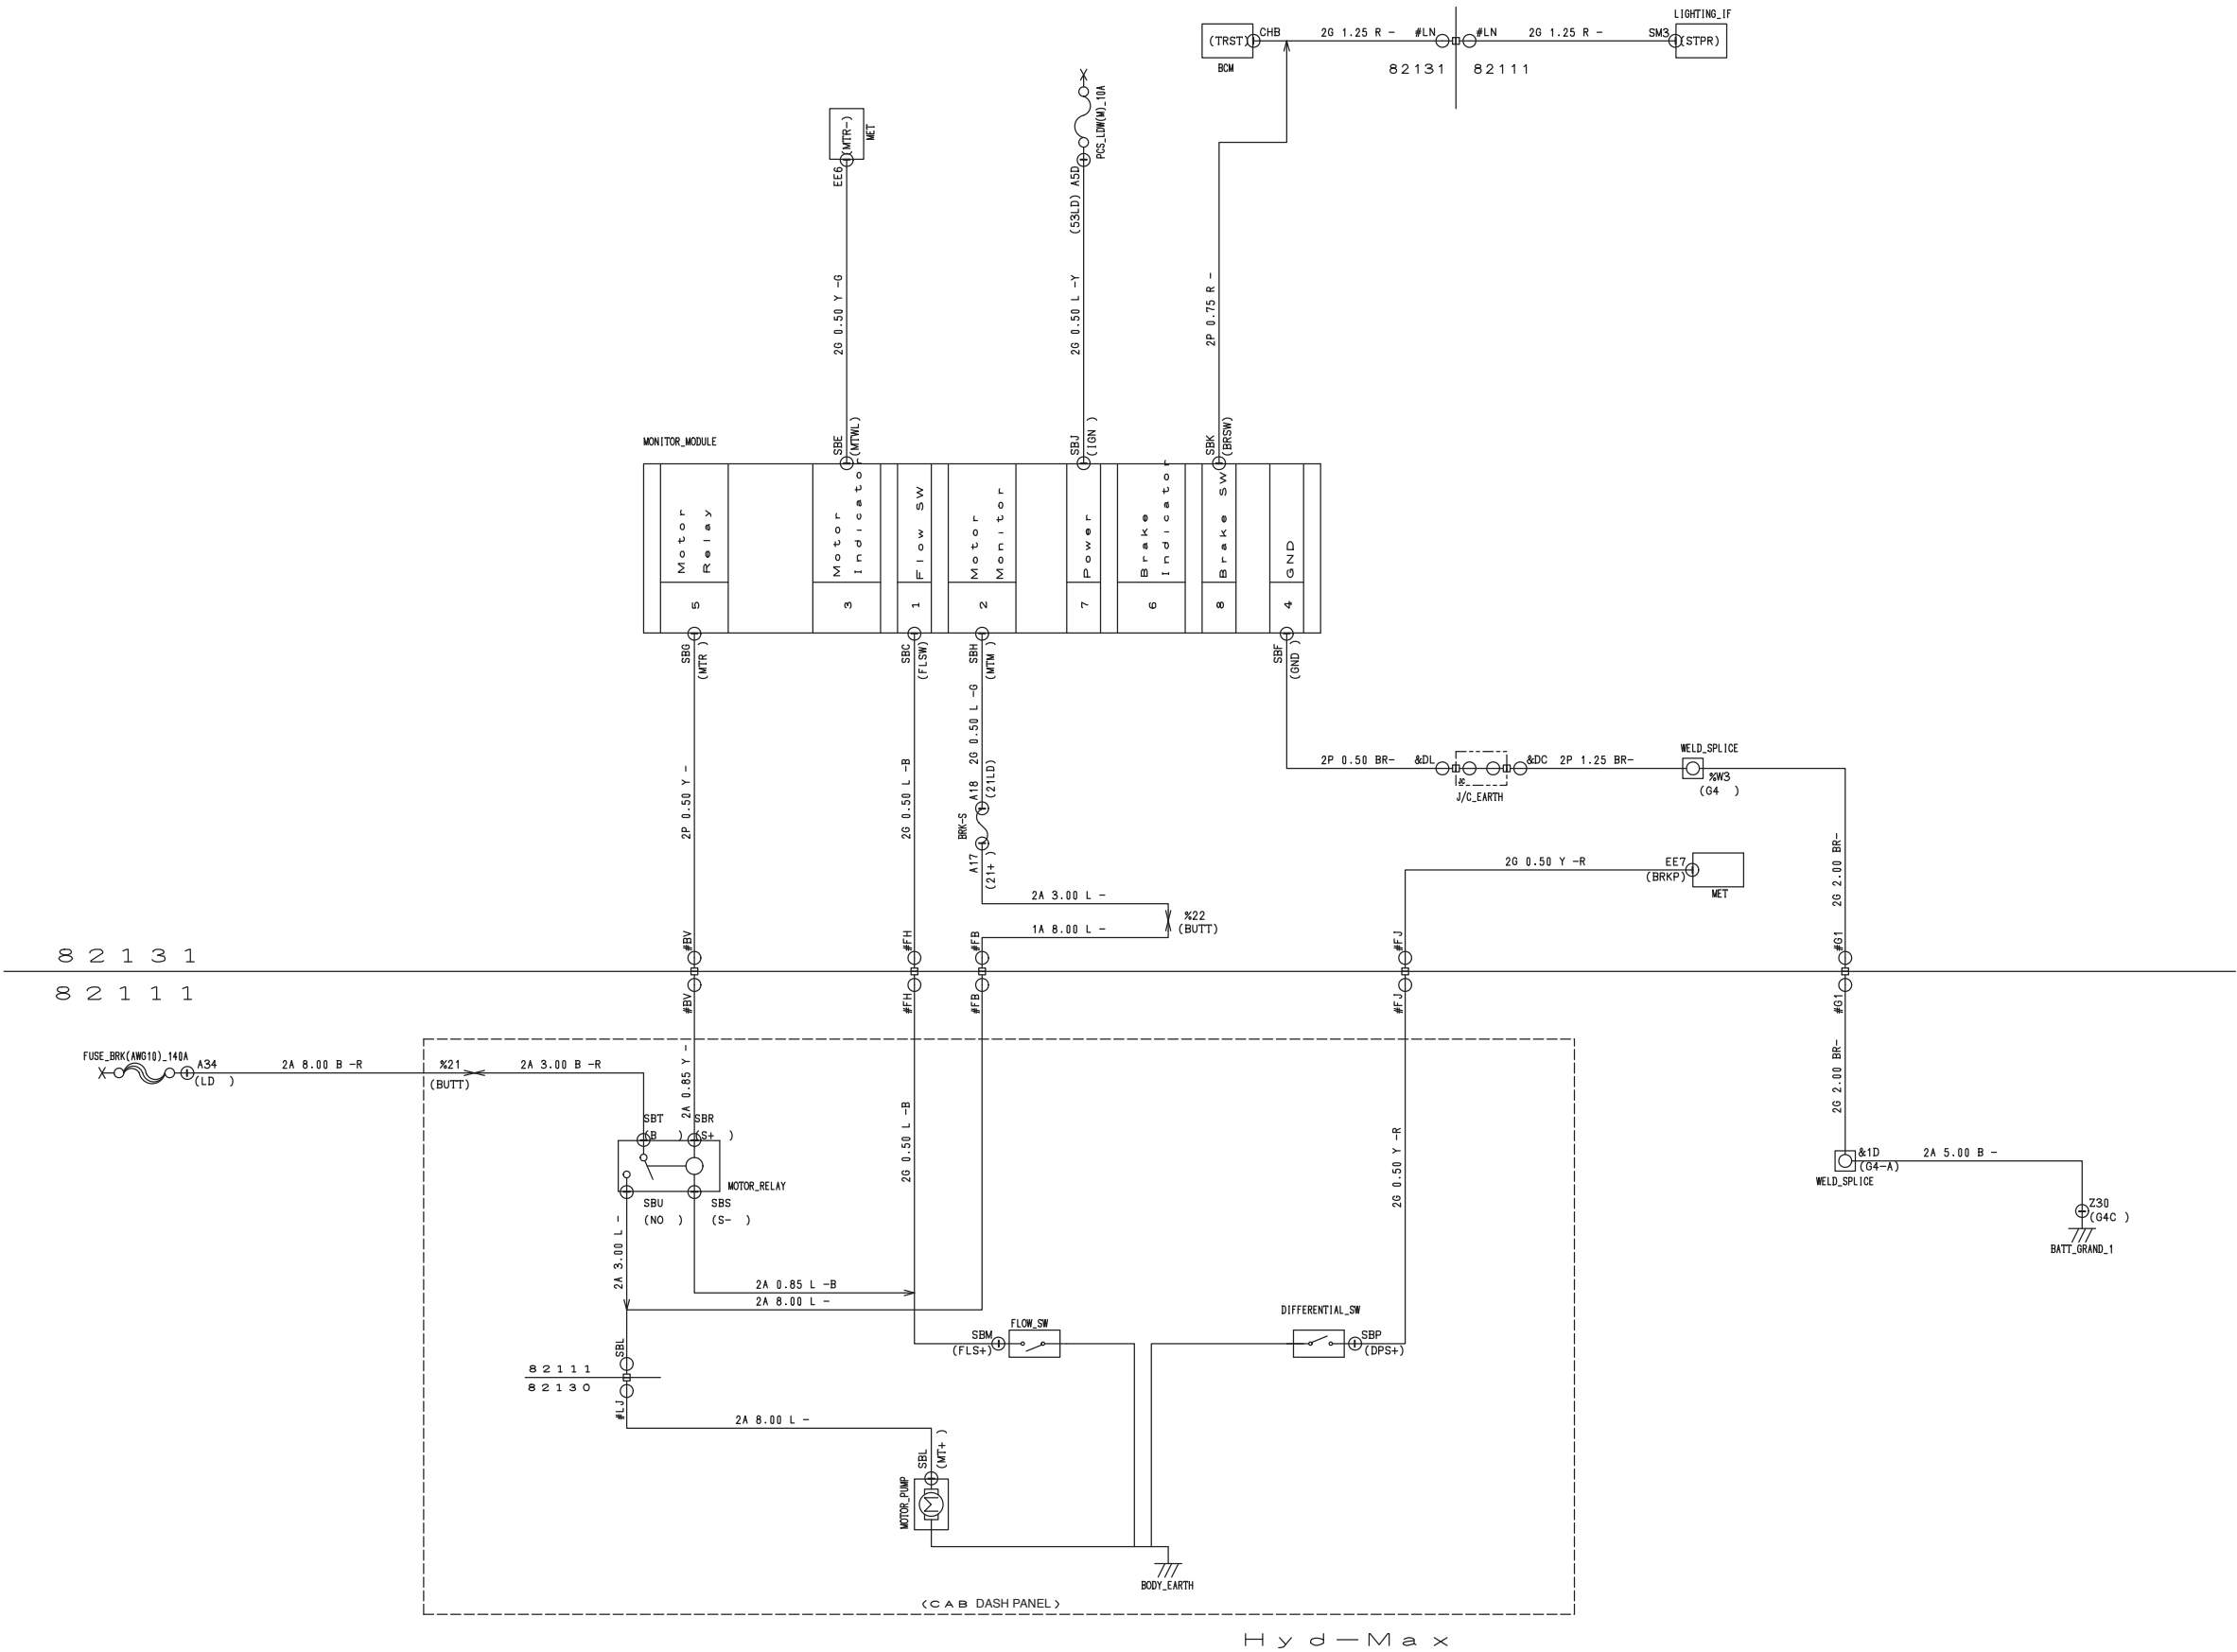 LIGHTING_IF
(TRST) CHB 2G 1.25 R - #LN #LN 2G 1.25 R - SM3 (STPR)
BCM
82131 82111
(MTR-)
MET
EE6
2G 0.50 Y -G
SBE
(MTWL)
PCS_LDW(M)_10A
(53LD) A5D
2G 0.50 L -Y
SBJ
(IGN )
2P 0.75 R -
SBK
(BRSW)
MONITOR_MODULE
Motor
Relay
5
Motor
Indicator
3
Flow SW
1
Motor
Monitor
2
Power
7
Brake
Indicator
6
Brake SW
8
GND
4
SBG
(MTR )
SBC
(FLSW)
SBH
(MTM )
SBF
(GND )
2P 0.50 Y -
2G 0.50 L -B
2G 0.50 L -G
A18
(21LD)
BRK-S
A17
(21+ )
2A 3.00 L -
%22
(BUTT)
1A 8.00 L -
2P 0.50 BR- &DL &DC 2P 1.25 BR-
JC
J/C_EARTH
WELD_SPLICE
%W3
(G4 )
2G 0.50 Y -R EE7
(BRKP)
MET
2G 2.00 BR-
#BV #FH #FB #FJ #G1
82131
82111
#BV #FH #FB #FJ #G1
FUSE_BRK(AWG10)_140A
A34
(LD )
2A 8.00 B -R
%21
(BUTT)
2A 3.00 B -R
2A 0.85 Y -
SBT SBR
(B ) (S+ )
MOTOR_RELAY
SBU SBS
(NO ) (S- )
2G 0.50 L -B
2G 0.50 Y -R
2G 2.00 BR-
&1D
(G4-A)
2A 5.00 B -
WELD_SPLICE
Z30
(G4C )
BATT_GRAND_1
2A 3.00 L -
2A 0.85 L -B
2A 8.00 L -
SBL
82111
82130
#LJ
FLOW_SW
SBM
(FLS+)
DIFFERENTIAL_SW
SBP
(DPS+)
2A 8.00 L -
SBL
(MT+ )
MOTOR_PUMP
M
BODY_EARTH
(CAB DASH PANEL)
Hyd-Max